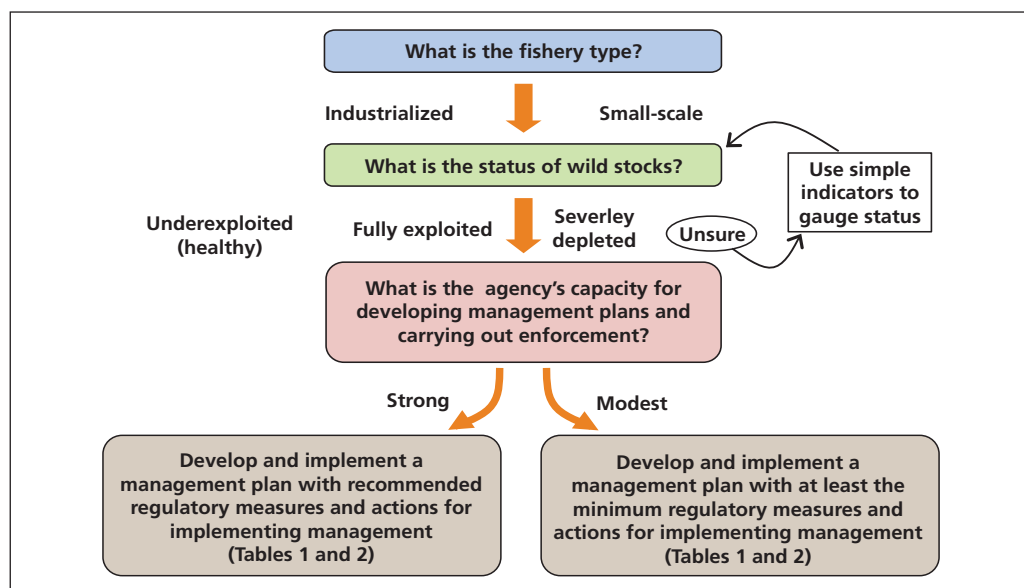 What is the fishery type?
Industrialized
Small-scale
What is the status of wild stocks?
Use simple
indicators to
gauge status
Underexploited
(healthy)
Fully exploited
Severley
depleted
Unsure
What is the agency's capacity for
developing management plans and
carrying out enforcement?
Strong
Modest
Develop and implement a
management plan with recommended
regulatory measures and actions for
implementing management
(Tables 1 and 2)
Develop and implement a
management plan with at least the
minimum regulatory measures and
actions for implementing management
(Tables 1 and 2)